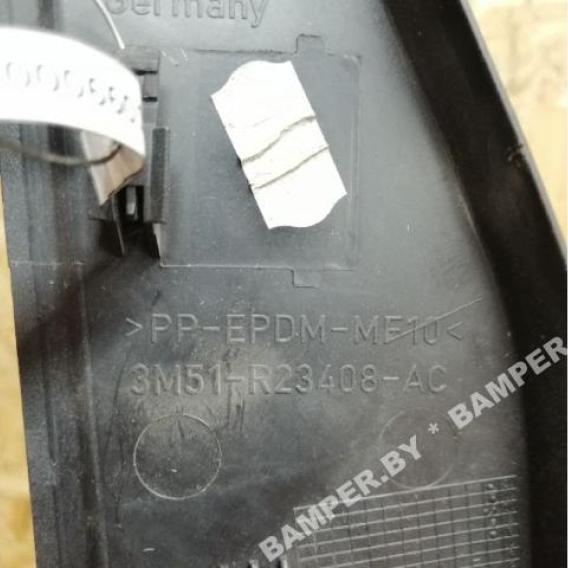 Germany
>PP-EPDM-MF10<
3M51-R23408-AC
BAMPER.BY * BAMPER.